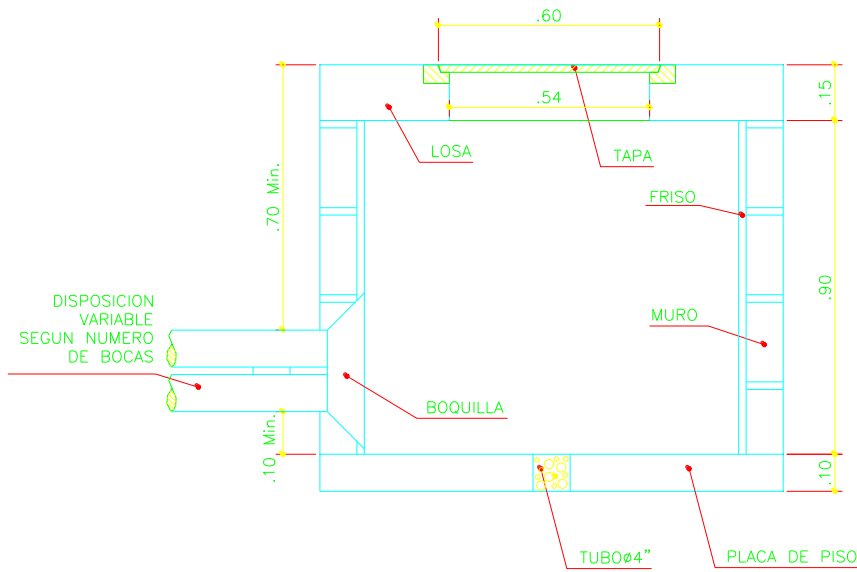 .60
.54
.15
LOSA
TAPA
.70 Min.
FRISO
.90
DISPOSICION
VARIABLE
SEGUN NUMERO
DE BOCAS
MURO
BOQUILLA
.10 Min.
.10
TUBOø4"
PLACA DE PISO